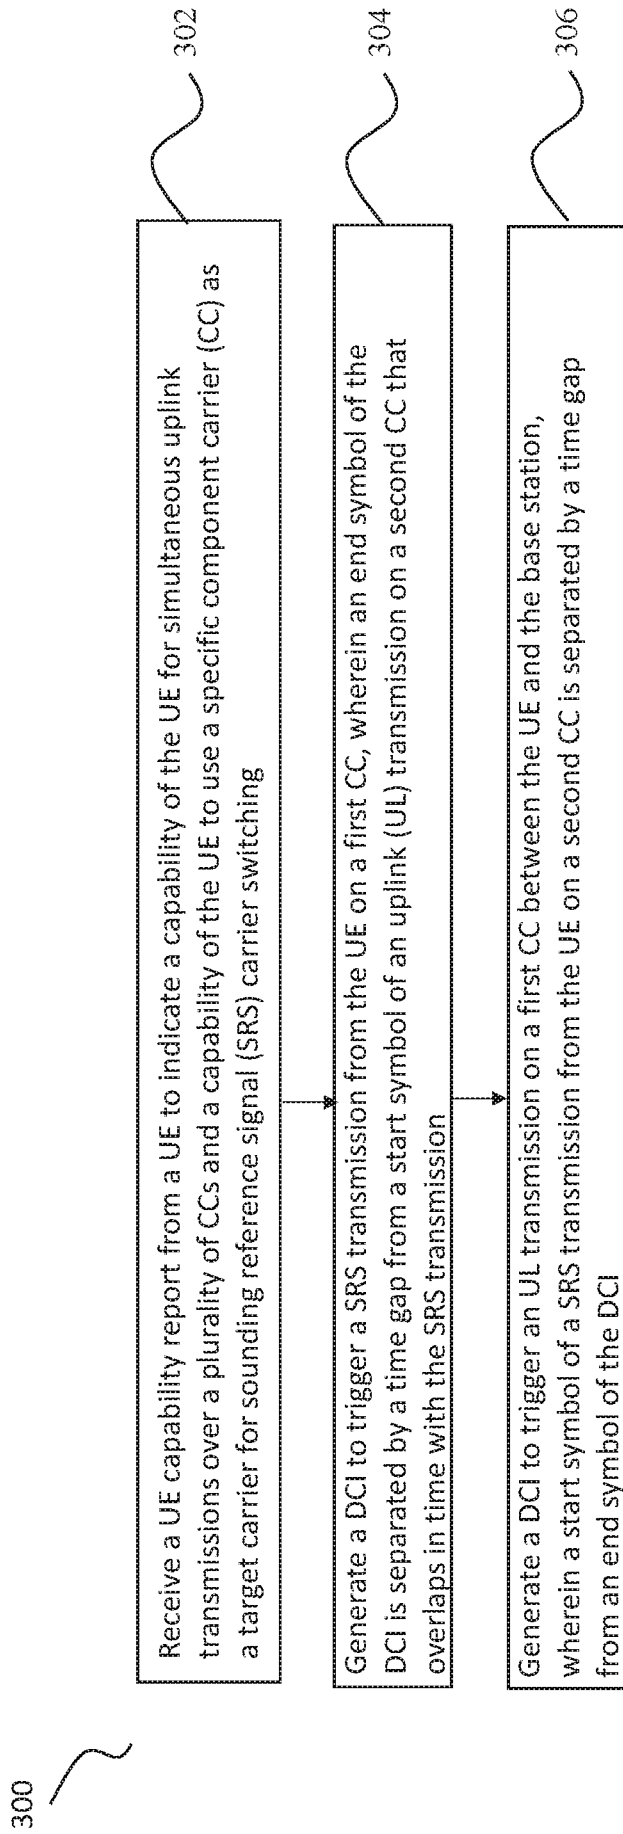 300
Receive a UE capability report from a UE to indicate a capability of the UE for simultaneous uplink
transmissions over a plurality of CCs and a capability of the UE to use a specific component carrier (CC) as
a target carrier for sounding reference signal (SRS) carrier switching
302
Generate a DCI to trigger a SRS transmission from the UE on a first CC, wherein an end symbol of the
DCI is separated by a time gap from a start symbol of an uplink (UL) transmission on a second CC that
overlaps in time with the SRS transmission
304
Generate a DCI to trigger an UL transmission on a first CC between the UE and the base station,
wherein a start symbol of a SRS transmission from the UE on a second CC is separated by a time gap
from an end symbol of the DCI
306